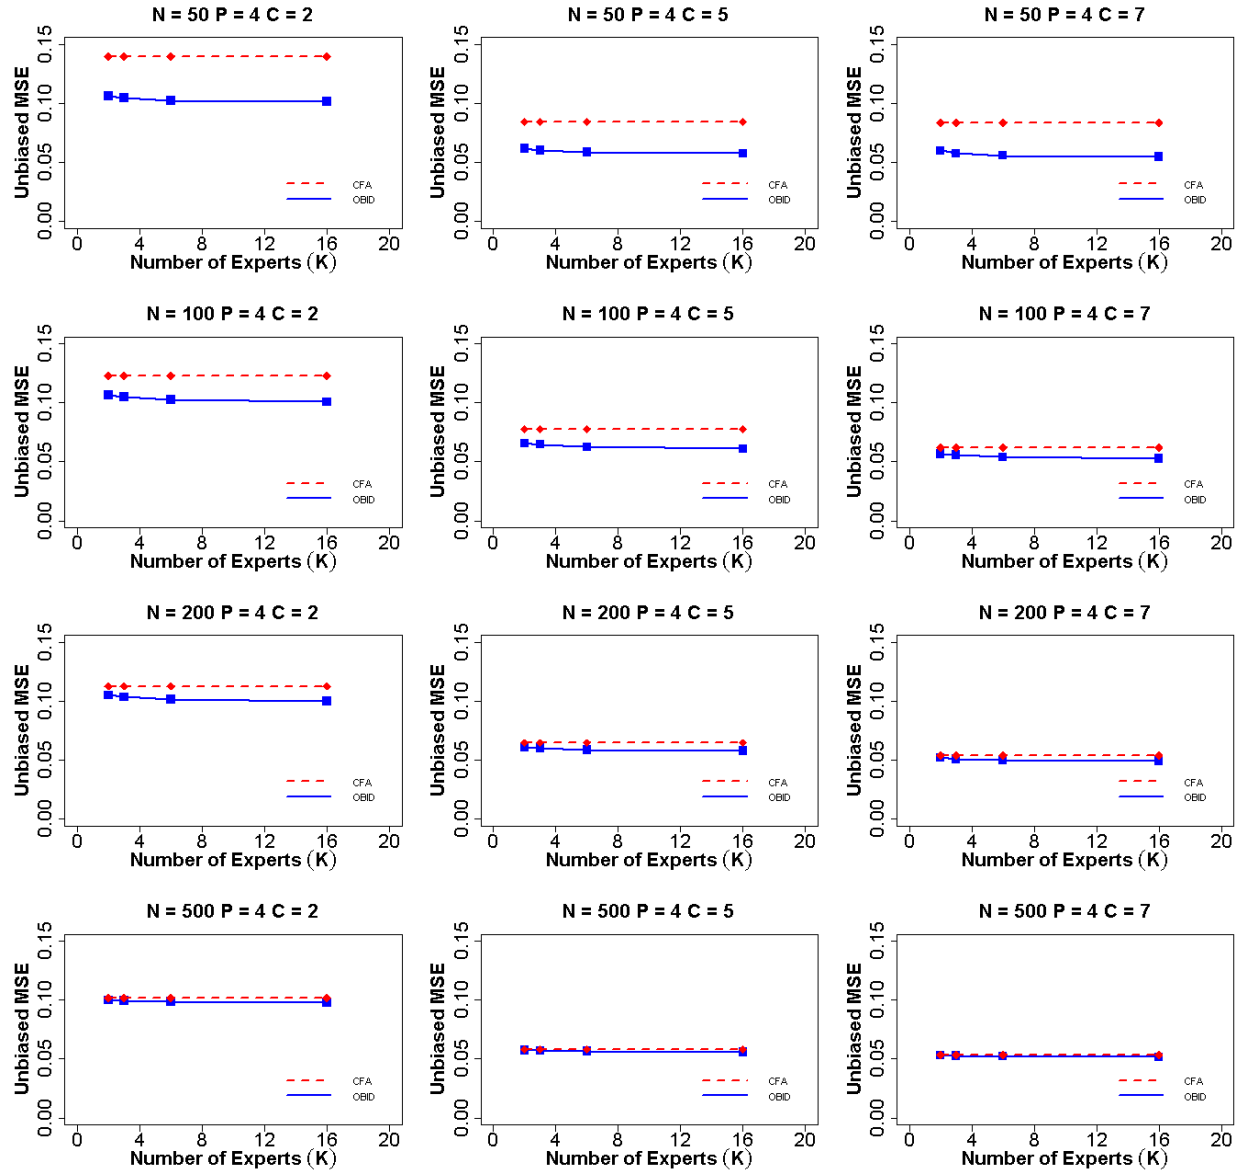 N = 50 P = 4 C = 2
Unbiased MSE
0.00 0.05 0.10 0.15
CFA
OBID
0 4 8 12 16 20
Number of Experts (K)
N = 50 P = 4 C = 5
Unbiased MSE
0.00 0.05 0.10 0.15
CFA
OBID
0 4 8 12 16 20
Number of Experts (K)
N = 50 P = 4 C = 7
Unbiased MSE
0.00 0.05 0.10 0.15
CFA
OBID
0 4 8 12 16 20
Number of Experts (K)
N = 100 P = 4 C = 2
Unbiased MSE
0.00 0.05 0.10 0.15
CFA
OBID
0 4 8 12 16 20
Number of Experts (K)
N = 100 P = 4 C = 5
Unbiased MSE
0.00 0.05 0.10 0.15
CFA
OBID
0 4 8 12 16 20
Number of Experts (K)
N = 100 P = 4 C = 7
Unbiased MSE
0.00 0.05 0.10 0.15
CFA
OBID
0 4 8 12 16 20
Number of Experts (K)
N = 200 P = 4 C = 2
Unbiased MSE
0.00 0.05 0.10 0.15
CFA
OBID
0 4 8 12 16 20
Number of Experts (K)
N = 200 P = 4 C = 5
Unbiased MSE
0.00 0.05 0.10 0.15
CFA
OBID
0 4 8 12 16 20
Number of Experts (K)
N = 200 P = 4 C = 7
Unbiased MSE
0.00 0.05 0.10 0.15
CFA
OBID
0 4 8 12 16 20
Number of Experts (K)
N = 500 P = 4 C = 2
Unbiased MSE
0.00 0.05 0.10 0.15
CFA
OBID
0 4 8 12 16 20
Number of Experts (K)
N = 500 P = 4 C = 5
Unbiased MSE
0.00 0.05 0.10 0.15
CFA
OBID
0 4 8 12 16 20
Number of Experts (K)
N = 500 P = 4 C = 7
Unbiased MSE
0.00 0.05 0.10 0.15
CFA
OBID
0 4 8 12 16 20
Number of Experts (K)